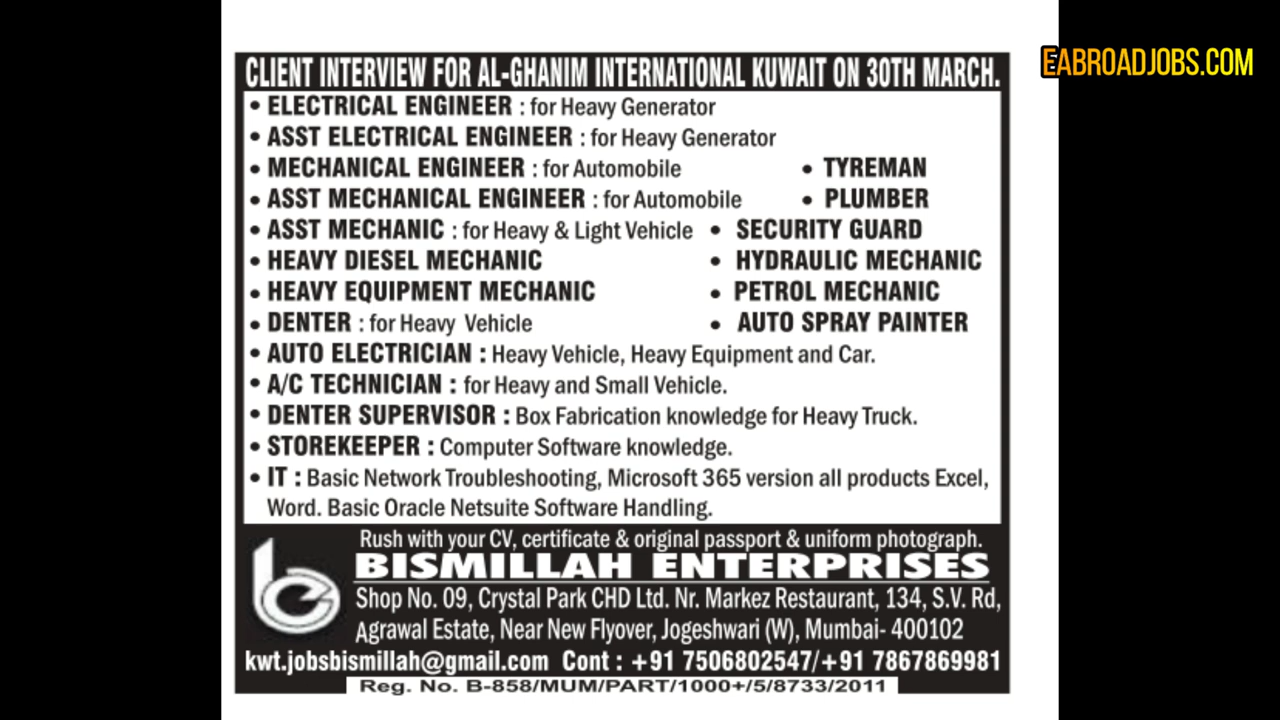 EABROADJOBS.COM
CLIENT INTERVIEW FOR AL-GHANIM INTERNATIONAL KUWAIT ON 30TH MARCH.
• ELECTRICAL ENGINEER : for Heavy Generator
• ASST ELECTRICAL ENGINEER : for Heavy Generator
• MECHANICAL ENGINEER : for Automobile • TYREMAN
• ASST MECHANICAL ENGINEER : for Automobile • PLUMBER
• ASST MECHANIC : for Heavy & Light Vehicle • SECURITY GUARD
• HEAVY DIESEL MECHANIC • HYDRAULIC MECHANIC
• HEAVY EQUIPMENT MECHANIC • PETROL MECHANIC
• DENTER : for Heavy Vehicle • AUTO SPRAY PAINTER
• AUTO ELECTRICIAN : Heavy Vehicle, Heavy Equipment and Car.
• A/C TECHNICIAN : for Heavy and Small Vehicle.
• DENTER SUPERVISOR : Box Fabrication knowledge for Heavy Truck.
• STOREKEEPER : Computer Software knowledge.
• IT : Basic Network Troubleshooting, Microsoft 365 version all products Excel,
Word. Basic Oracle Netsuite Software Handling.
Rush with your CV, certificate & original passport & uniform photograph.
BISMILLAH ENTERPRISES
Shop No. 09, Crystal Park CHD Ltd. Nr. Markez Restaurant, 134, S.V. Rd,
Agrawal Estate, Near New Flyover, Jogeshwari (W), Mumbai- 400102
kwt.jobsbismillah@gmail.com Cont : +91 7506802547/+91 7867869981
Reg. No. B-858/MUM/PART/1000+/5/8733/2011